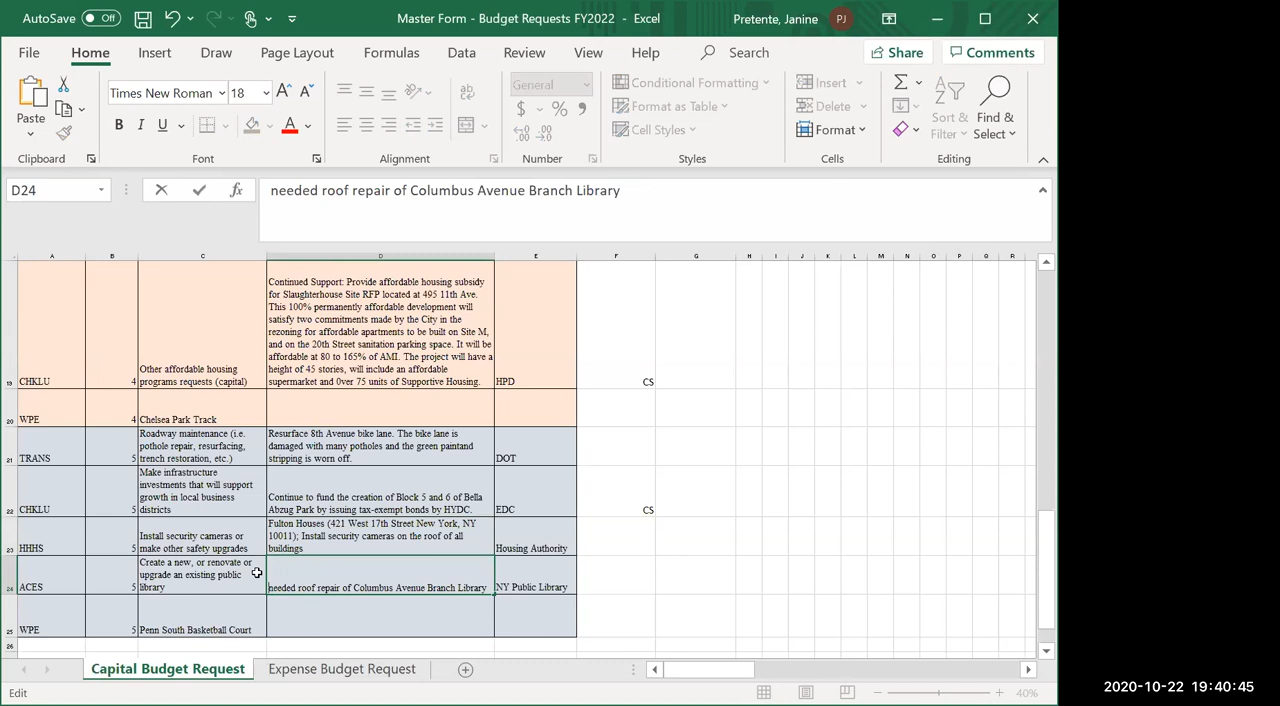 AutoSave Off Master Form - Budget Requests FY2022 - Excel Pretente, Janine PJ
File Home Insert Draw Page Layout Formulas Data Review View Help Search Share Comments
Paste Times New Roman 18 General Conditional Formatting Insert Σ
B I U $ % , Format as Table Delete Sort & Find &
Cell Styles Format Filter Select
Clipboard Font Alignment Number Styles Cells Editing
D24 fx needed roof repair of Columbus Avenue Branch Library
A B C D E F G H I J K L M N O P Q R
Continued Support: Provide affordable housing subsidy
for Slaughterhouse Site RFP located at 495 11th Ave.
This 100% permanently affordable development will
satisfy two commitments made by the City in the
rezoning for affordable apartments to be built on Site M,
and on the 20th Street sanitation parking space. It will be
affordable at 80 to 165% of AMI. The project will have a
Other affordable housing height of 45 stories, will include an affordable
19 CHKLU 4 programs requests (capital) supermarket and 0ver 75 units of Supportive Housing. HPD CS
20 WPE 4 Chelsea Park Track
Roadway maintenance (i.e. Resurface 8th Avenue bike lane. The bike lane is
pothole repair, resurfacing, damaged with many potholes and the green paintand
21 TRANS 5 trench restoration, etc.) stripping is worn off. DOT
Make infrastructure
investments that will support
growth in local business Continue to fund the creation of Block 5 and 6 of Bella
22 CHKLU 5 districts Abzug Park by issuing tax-exempt bonds by HYDC. EDC CS
Fulton Houses (421 West 17th Street New York, NY
Install security cameras or 10011); Install security cameras on the roof of all
23 HHHS 5 make other safety upgrades buildings Housing Authority
Create a new, or renovate or
upgrade an existing public
24 ACES 5 library needed roof repair of Columbus Avenue Branch Library NY Public Library
25 WPE 5 Penn South Basketball Court
26
Capital Budget Request Expense Budget Request
Edit 40%
2020-10-22 19:40:45